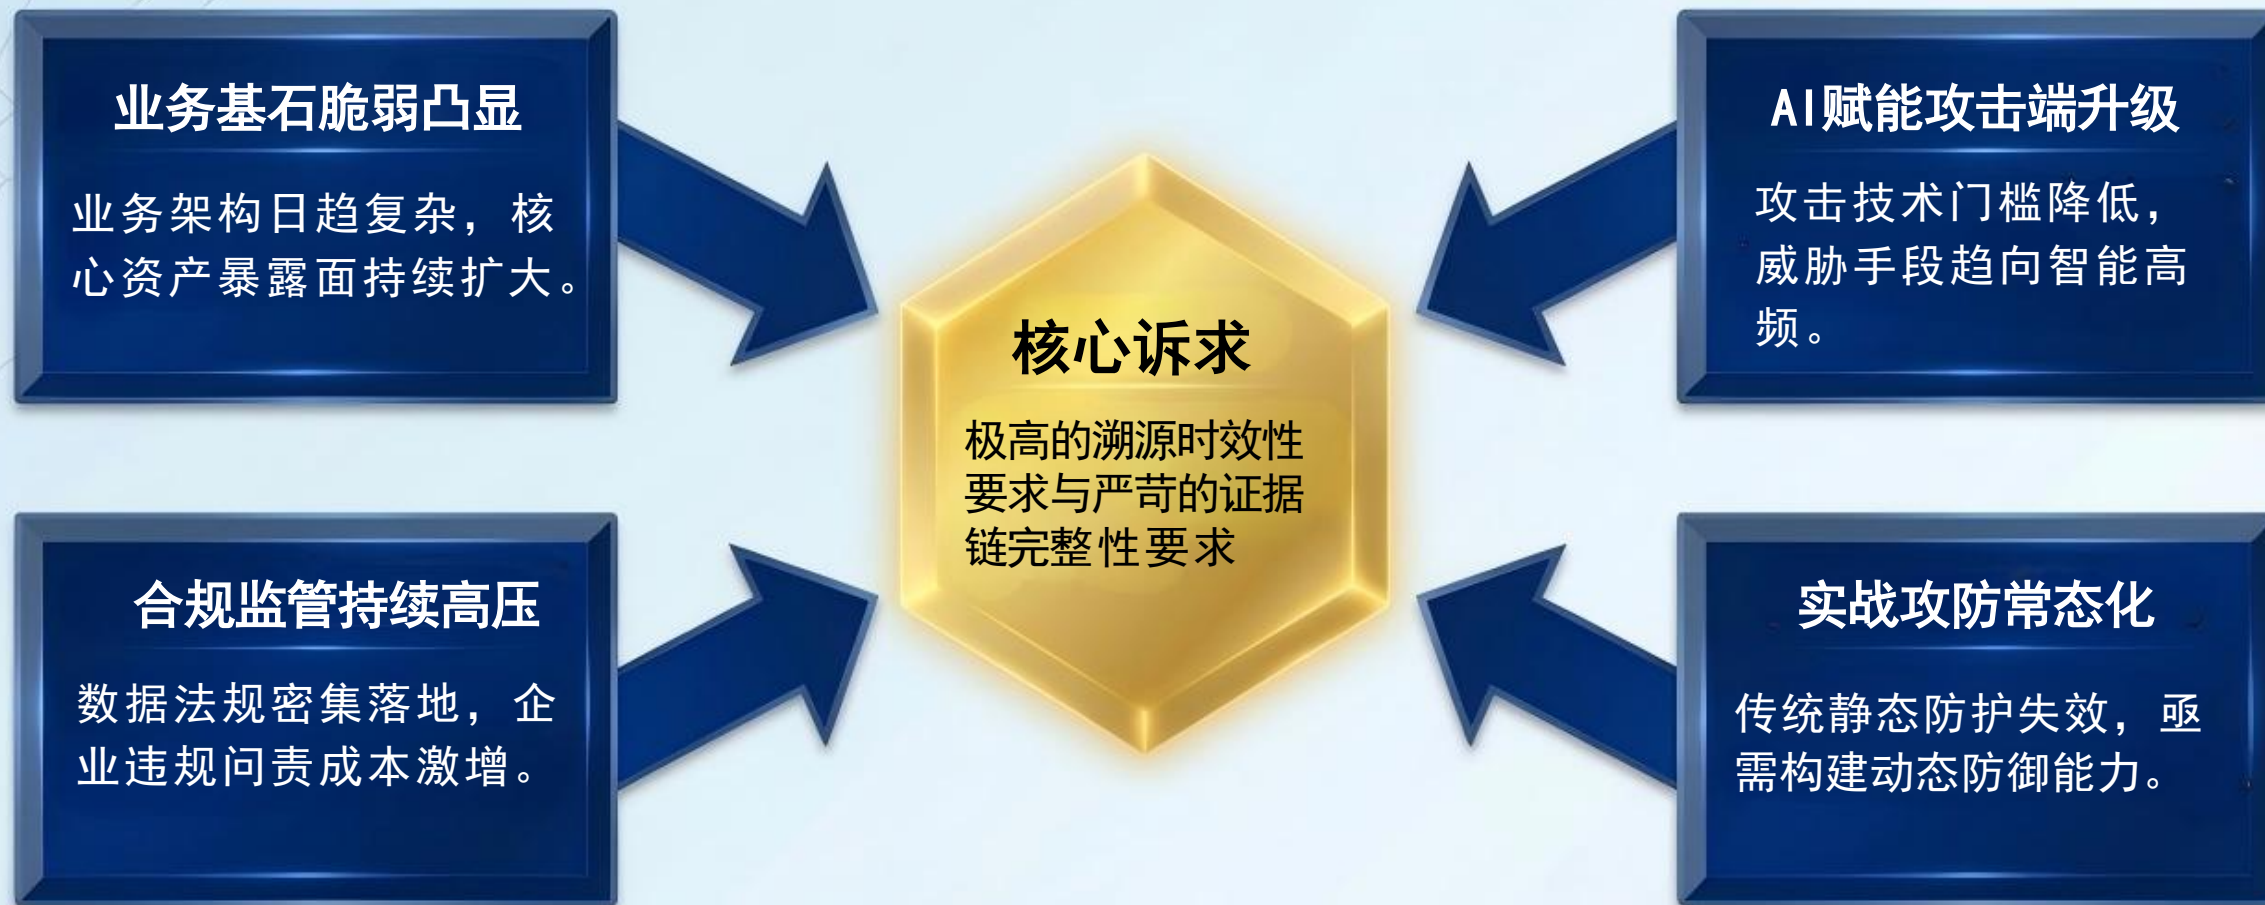 业务基石脆弱凸显
业务架构日趋复杂，核
心资产暴露面持续扩大。
AI赋能攻击端升级
攻击技术门槛降低，
威胁手段趋向智能高
频。
核心诉求
极高的溯源时效性
要求与严苛的证据
链完整性要求
合规监管持续高压
数据法规密集落地，企
业违规问责成本激增。
实战攻防常态化
传统静态防护失效，亟
需构建动态防御能力。